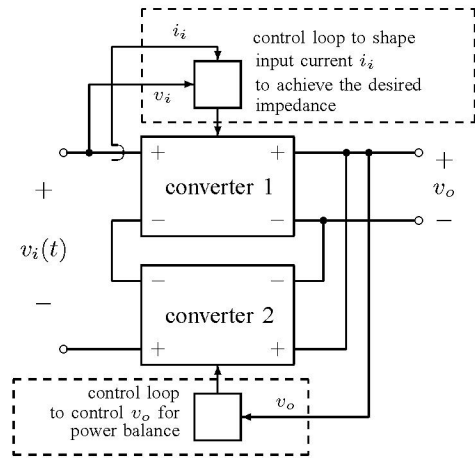 i_i
control loop to shape
input current i_i
to achieve the desired
impedance
v_i
+ +
converter 1
− −
+
v_i(t)
−
+
v_o
−
− −
converter 2
+ +
control loop
to control v_o for
power balance
v_o